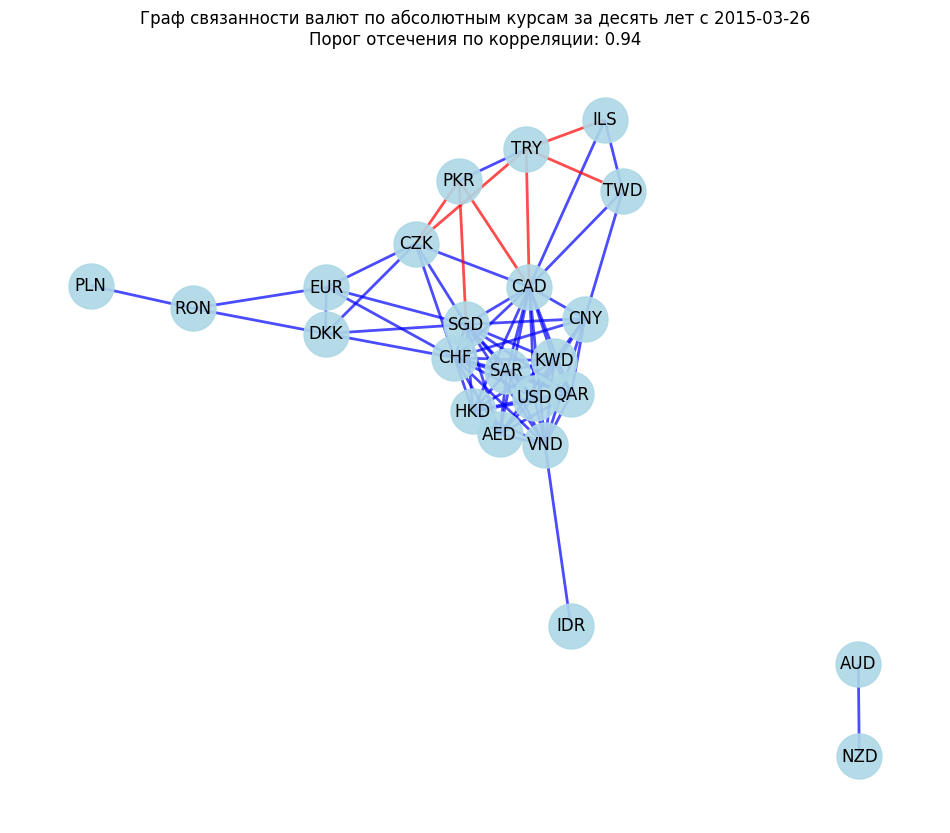 Граф связанности валют по абсолютным курсам за десять лет с 2015-03-26
Порог отсечения по корреляции: 0.94
ILS
TRY
PKR
TWD
CZK
PLN
EUR
CAD
RON
CNY
SGD
DKK
CHF
KWD
SAR
USD
QAR
HKD
AED
VND
IDR
AUD
NZD